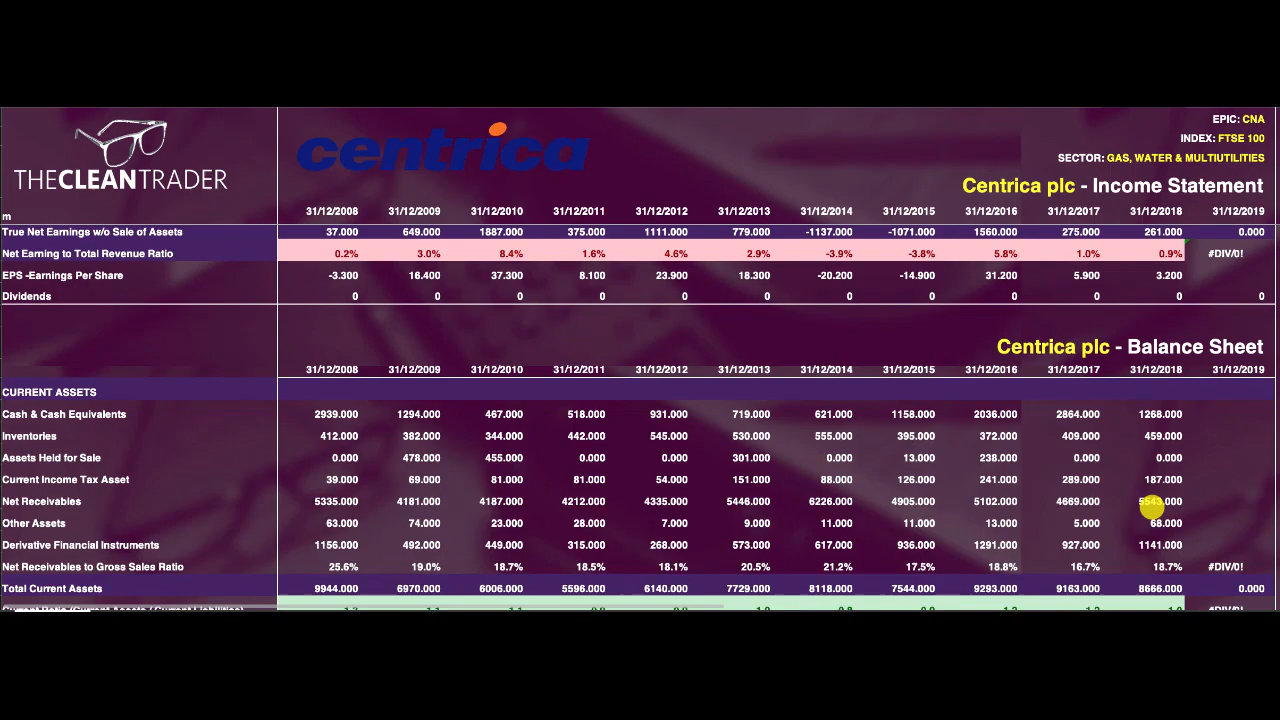 THECLEANTRADER
centrica
EPIC: CNA
INDEX: FTSE 100
SECTOR: GAS, WATER & MULTIUTILITIES
Centrica plc - Income Statement
m 31/12/2008 31/12/2009 31/12/2010 31/12/2011 31/12/2012 31/12/2013 31/12/2014 31/12/2015 31/12/2016 31/12/2017 31/12/2018 31/12/2019
True Net Earnings w/o Sale of Assets 37.000 649.000 1887.000 375.000 1111.000 779.000 -1137.000 -1071.000 1560.000 275.000 261.000 0.000
Net Earning to Total Revenue Ratio 0.2% 3.0% 8.4% 1.6% 4.6% 2.9% -3.9% -3.8% 5.8% 1.0% 0.9% #DIV/0!
EPS -Earnings Per Share -3.300 16.400 37.300 8.100 23.900 18.300 -20.200 -14.900 31.200 5.900 3.200
Dividends 0 0 0 0 0 0 0 0 0 0 0 0
Centrica plc - Balance Sheet
31/12/2008 31/12/2009 31/12/2010 31/12/2011 31/12/2012 31/12/2013 31/12/2014 31/12/2015 31/12/2016 31/12/2017 31/12/2018 31/12/2019
CURRENT ASSETS
Cash & Cash Equivalents 2939.000 1294.000 467.000 518.000 931.000 719.000 621.000 1158.000 2036.000 2864.000 1268.000
Inventories 412.000 382.000 344.000 442.000 545.000 530.000 555.000 395.000 372.000 409.000 459.000
Assets Held for Sale 0.000 478.000 455.000 0.000 0.000 301.000 0.000 13.000 238.000 0.000 0.000
Current Income Tax Asset 39.000 69.000 81.000 81.000 54.000 151.000 88.000 126.000 241.000 289.000 187.000
Net Receivables 5335.000 4181.000 4187.000 4212.000 4335.000 5446.000 6226.000 4905.000 5102.000 4669.000 5543.000
Other Assets 63.000 74.000 23.000 28.000 7.000 9.000 11.000 11.000 13.000 5.000 68.000
Derivative Financial Instruments 1156.000 492.000 449.000 315.000 268.000 573.000 617.000 936.000 1291.000 927.000 1141.000
Net Receivables to Gross Sales Ratio 25.6% 19.0% 18.7% 18.5% 18.1% 20.5% 21.2% 17.5% 18.8% 16.7% 18.7% #DIV/0!
Total Current Assets 9944.000 6970.000 6006.000 5596.000 6140.000 7729.000 8118.000 7544.000 9293.000 9163.000 8666.000 0.000
Current Ratio (Current Assets / Current Liabilities)